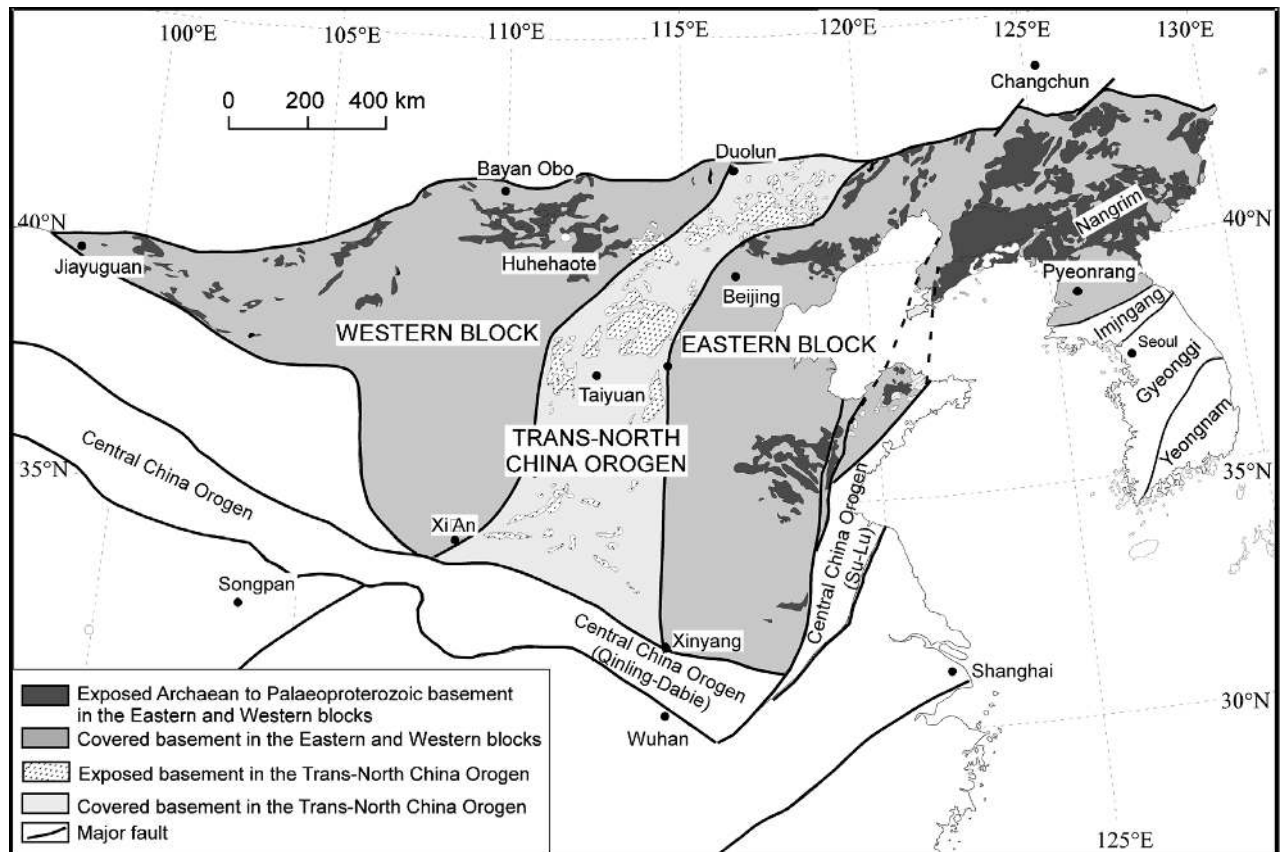 100°E
105°E
110°E
115°E
120°E
125°E
130°E
Changchun
0 200 400 km
Duolun
Bayan Obo
40°N
40°N
Nangrim
Jiayuguan
Huhehaote
Pyeonrang
Beijing
Imjngang
WESTERN BLOCK
EASTERN BLOCK
Seoul
Gyeonggi
Taiyuan
Yeongnam
TRANS-NORTH
CHINA OROGEN
Central China Orogen
35°N
35°N
Xi An
Central China Orogen
(Su-Lu)
Songpan
Central China Orogen
(Qinling-Dabie)
Xinyang
Shanghai
30°N
Wuhan
125°E
Exposed Archaean to Palaeoproterozoic basement
in the Eastern and Western blocks
Covered basement in the Eastern and Western blocks
Exposed basement in the Trans-North China Orogen
Covered basement in the Trans-North China Orogen
Major fault